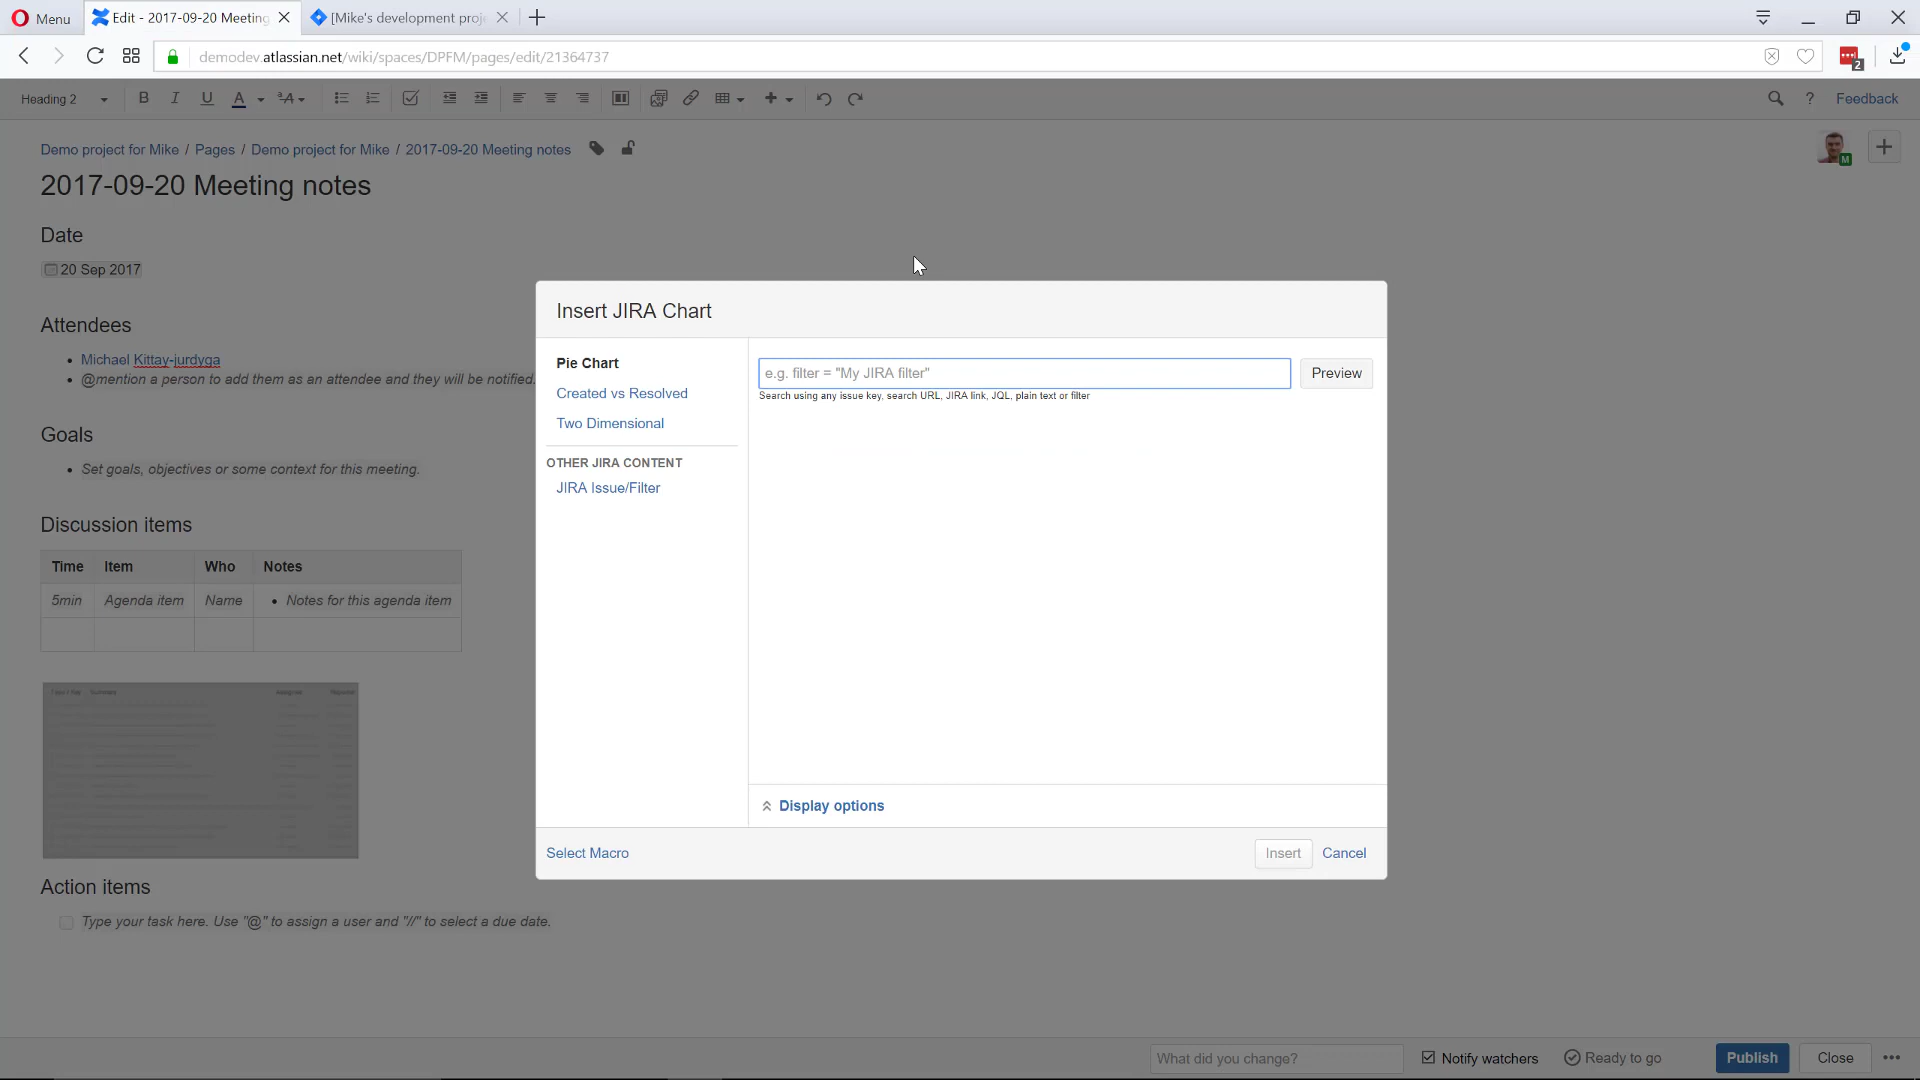 Menu
Edit - 2017-09-20 Meeting
[Mike's development proj
demodev.atlassian.net/wiki/spaces/DPFM/pages/edit/21364737
2
Heading 2
B I U A
?
Feedback
Demo project for Mike / Pages / Demo project for Mike / 2017-09-20 Meeting notes
M
2017-09-20 Meeting notes
Date
20 Sep 2017
Attendees
• Michael Kittay-jurdyga
• @mention a person to add them as an attendee and they will be notified.
Goals
• Set goals, objectives or some context for this meeting.
Discussion items
Time Item Who Notes
5min Agenda item Name • Notes for this agenda item
Action items
Type your task here. Use "@" to assign a user and "//" to select a due date.
Insert JIRA Chart
Pie Chart
Created vs Resolved
Two Dimensional
OTHER JIRA CONTENT
JIRA Issue/Filter
e.g. filter = "My JIRA filter"
Preview
Search using any issue key, search URL, JIRA link, JQL, plain text or filter
Display options
Select Macro
Insert
Cancel
What did you change?
Notify watchers
Ready to go
Publish
Close